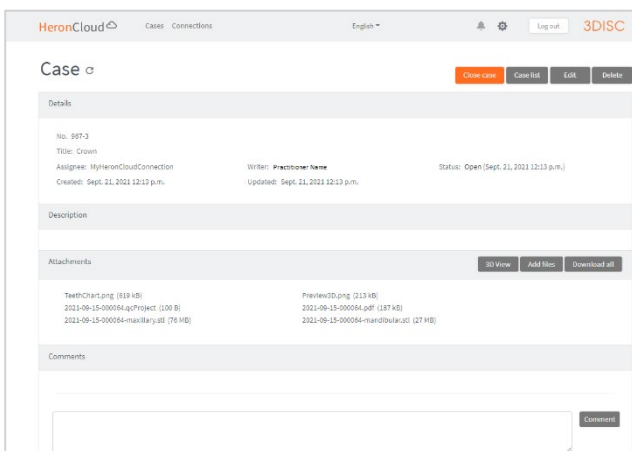 HeronCloud Cases Connections English Log out 3DISC
Case Close case Case list Edit Delete
Details
No. 967-3
Title: Crown
Assignee: MyHeronCloudConnection Writer: Practitioner Name Status: Open (Sept. 21, 2021 12:13 p.m.)
Created: Sept. 21, 2021 12:13 p.m. Updated: Sept. 21, 2021 12:13 p.m.
Description
Attachments 3D View Add files Download all
TeethChart.png (619 kB) Preview3D.png (213 kB)
2021-09-15-000064.qcProject (100 B) 2021-09-15-000064.pdf (187 kB)
2021-09-15-000064-maxillary.stl (76 MB) 2021-09-15-000064-mandibular.stl (27 MB)
Comments
Comment